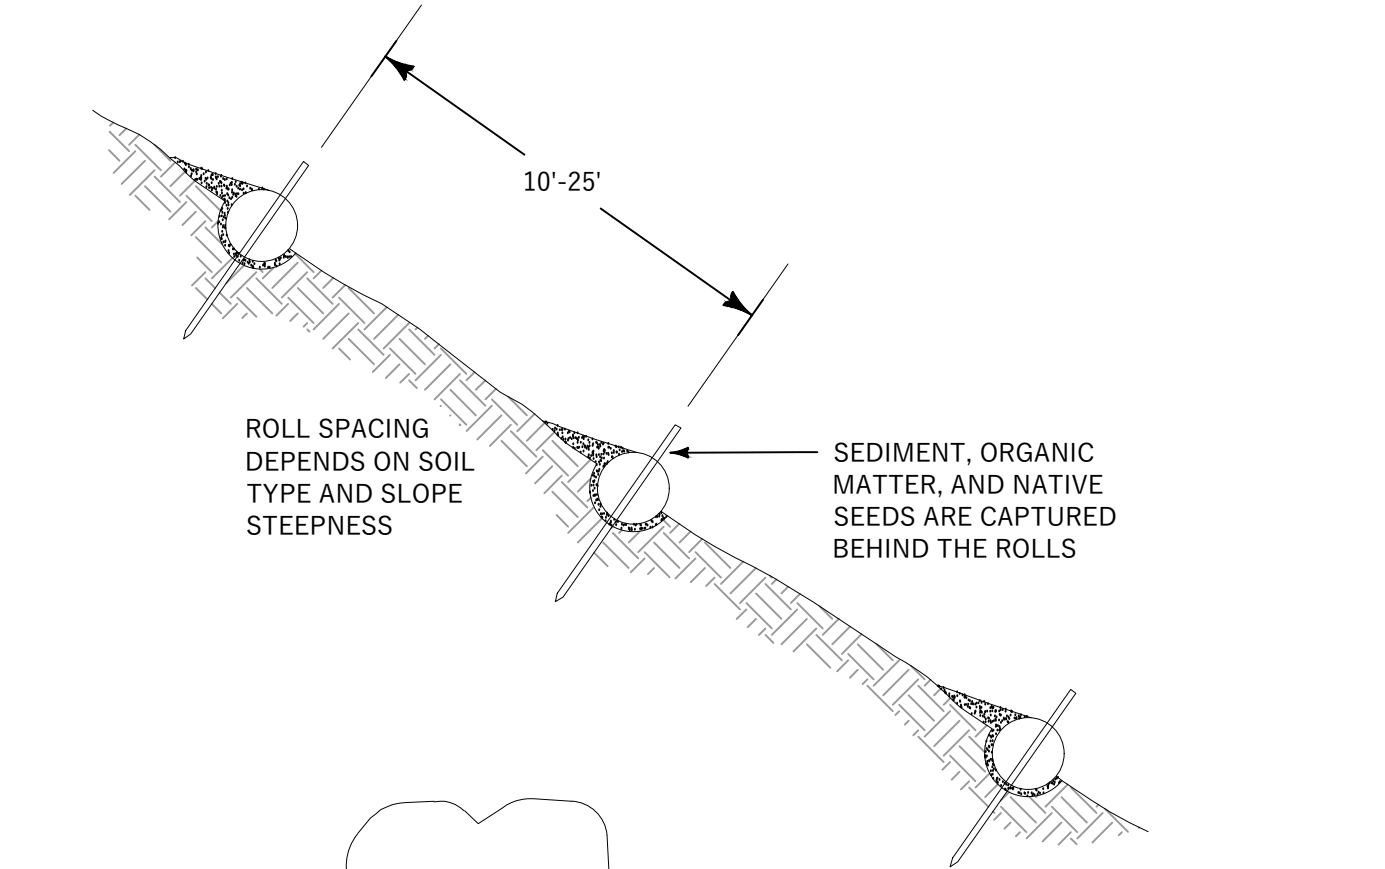 10'-25'
ROLL SPACING
DEPENDS ON SOIL
TYPE AND SLOPE
STEEPNESS
SEDIMENT, ORGANIC
MATTER, AND NATIVE
SEEDS ARE CAPTURED
BEHIND THE ROLLS